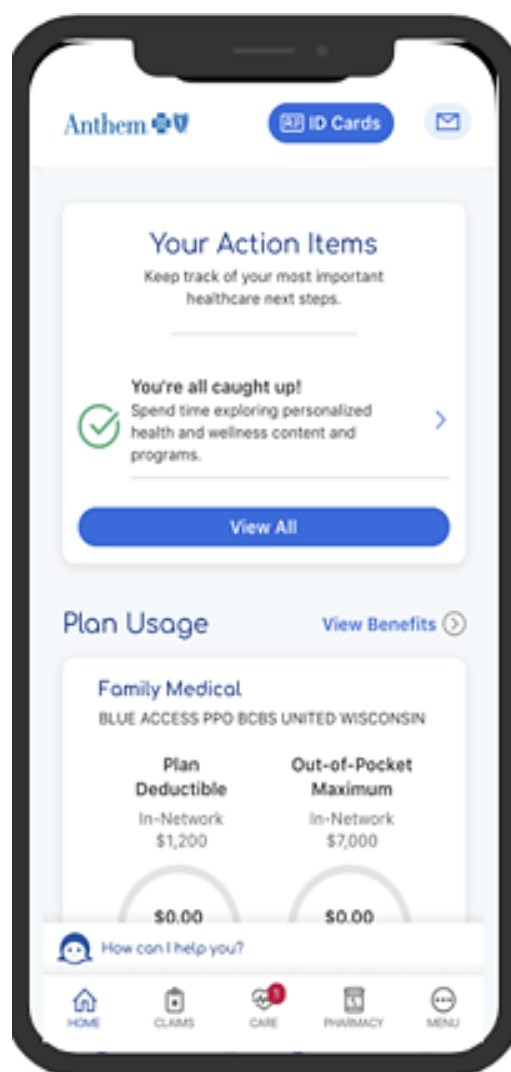 Anthem
ID Cards
Your Action Items
Keep track of your most important
healthcare next steps.
You're all caught up!
Spend time exploring personalized
health and wellness content and
programs.
View All
Plan Usage
View Benefits
Family Medical
BLUE ACCESS PPO BCBS UNITED WISCONSIN
Plan
Deductible
In-Network
$1,200
Out-of-Pocket
Maximum
In-Network
$7,000
$0.00
$0.00
How can I help you?
1
HOME
CLAIMS
CARE
PHARMACY
MENU